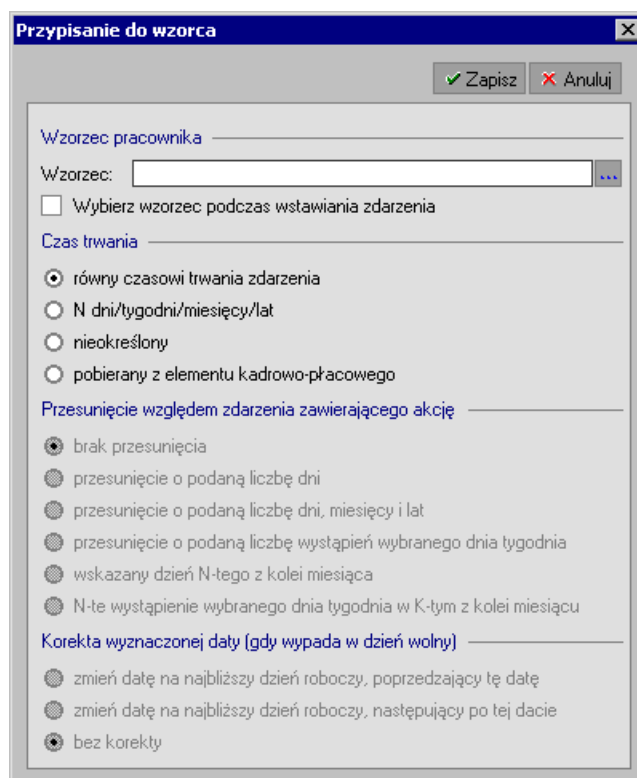 Przypisanie do wzorca
Zapisz Anuluj
Wzorzec pracownika
Wzorzec: ...
Wybierz wzorzec podczas wstawiania zdarzenia
Czas trwania
równy czasowi trwania zdarzenia
N dni/tygodni/miesięcy/lat
nieokreślony
pobierany z elementu kadrowo-płacowego
Przesunięcie względem zdarzenia zawierającego akcję
brak przesunięcia
przesunięcie o podaną liczbę dni
przesunięcie o podaną liczbę dni, miesięcy i lat
przesunięcie o podaną liczbę wystąpień wybranego dnia tygodnia
wskazany dzień N-tego z kolei miesiąca
N-te wystąpienie wybranego dnia tygodnia w K-tym z kolei miesiącu
Korekta wyznaczonej daty (gdy wypada w dzień wolny)
zmień datę na najbliższy dzień roboczy, poprzedzający tę datę
zmień datę na najbliższy dzień roboczy, następujący po tej dacie
bez korekty